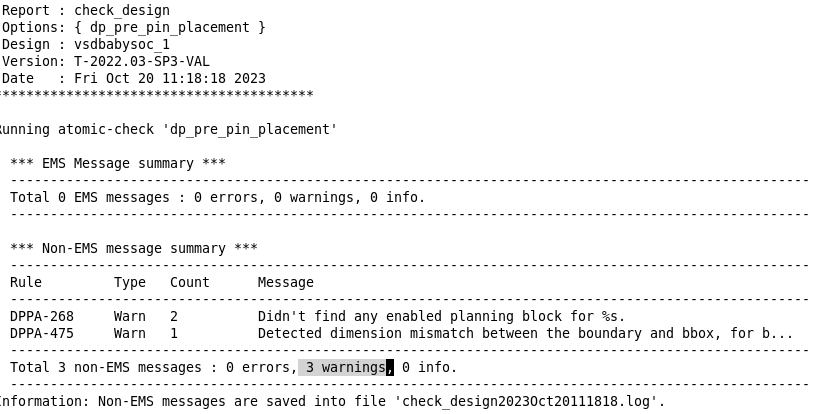 Report : check_design
Options: { dp_pre_pin_placement }
Design : vsdbabysoc_1
Version: T-2022.03-SP3-VAL
Date   : Fri Oct 20 11:18:18 2023
****************************************
unning atomic-check 'dp_pre_pin_placement'
*** EMS Message summary ***
----------------------------------------------------------------------------------------------------
Total 0 EMS messages : 0 errors, 0 warnings, 0 info.
----------------------------------------------------------------------------------------------------
*** Non-EMS message summary ***
----------------------------------------------------------------------------------------------------
Rule         Type   Count      Message
----------------------------------------------------------------------------------------------------
DPPA-268     Warn   2          Didn't find any enabled planning block for %s.
DPPA-475     Warn   1          Detected dimension mismatch between the boundary and bbox, for b...
----------------------------------------------------------------------------------------------------
Total 3 non-EMS messages : 0 errors, 3 warnings, 0 info.
----------------------------------------------------------------------------------------------------
Information: Non-EMS messages are saved into file 'check_design2023Oct20111818.log'.